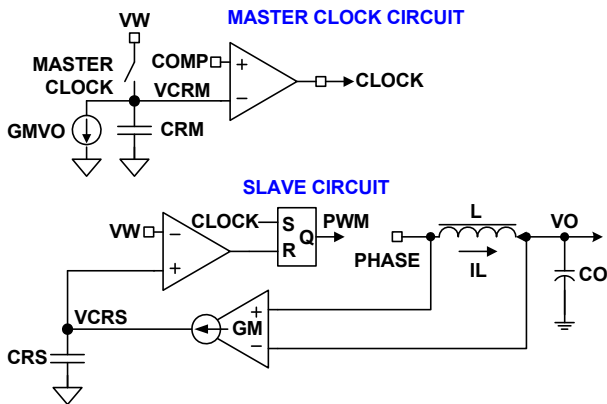 MASTER CLOCK CIRCUIT
VW
MASTER
CLOCK
COMP
+
−
CLOCK
VCRM
GMVO
CRM
SLAVE CIRCUIT
VW
−
+
CLOCK
S
R
Q
PWM
L
VO
PHASE
IL
CO
VCRS
GM
+
−
CRS